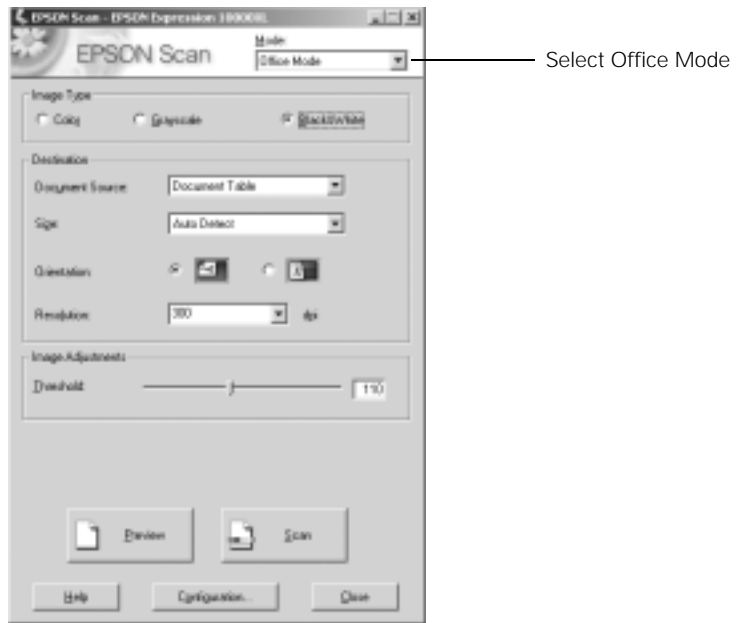 EPSON Scan - EPSON Expression 10000XL
EPSON Scan
Mode:
Office Mode
Select Office Mode
Image Type
Color
Grayscale
Black&White
Destination
Document Source:
Document Table
Size:
Auto Detect
Orientation:
Resolution:
300
dpi
Image Adjustments
Threshold:
110
Preview
Scan
Help
Configuration...
Close